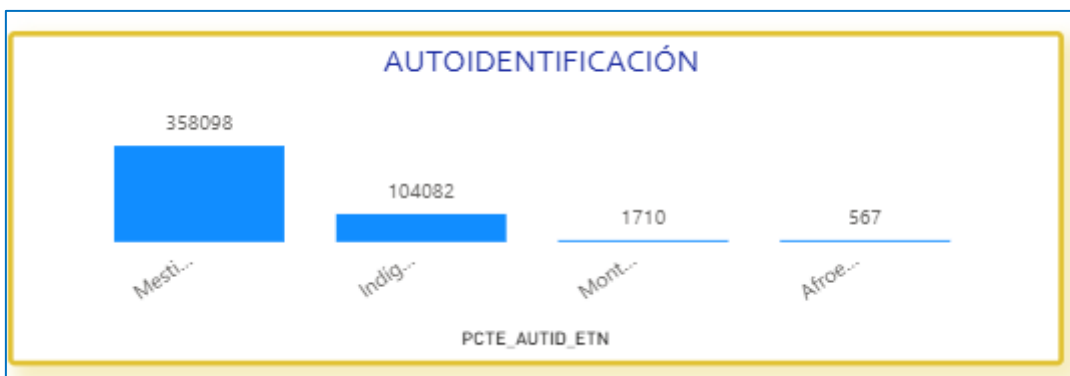 AUTOIDENTIFICACIÓN
358098
104082
1710
567
Mesti...
Indíg...
Mont...
Afroe...
PCTE_AUTID_ETN